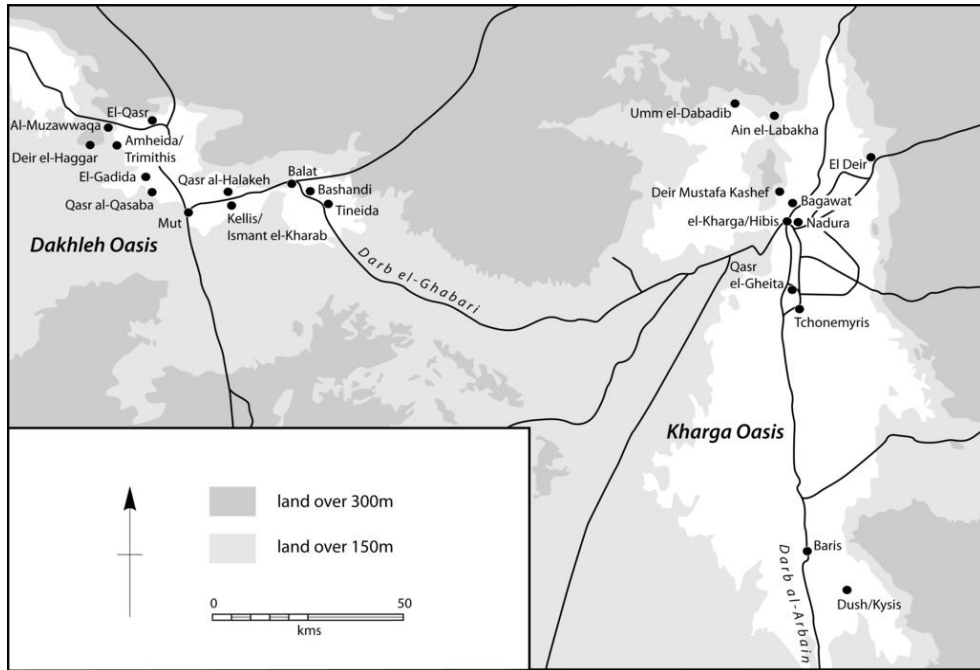 El-Qasr
Al-Muzawwaqa
Deir el-Haggar
Amheida/
Trimithis
El-Gadida
Qasr al-Qasaba
Mut
Dakhleh Oasis
Qasr al-Halakeh
Kellis/
Ismant el-Kharab
Balat
Bashandi
Tineida
Darb el-Ghabari
Umm el-Dabadib
Ain el-Labakha
El Deir
Deir Mustafa Kashef
Bagawat
el-Kharga/Hibis
Nadura
Qasr
el-Gheita
Tchonemyris
Kharga Oasis
Baris
Darb al-Arbain
Dush/Kysis
land over 300m
land over 150m
0 50
kms